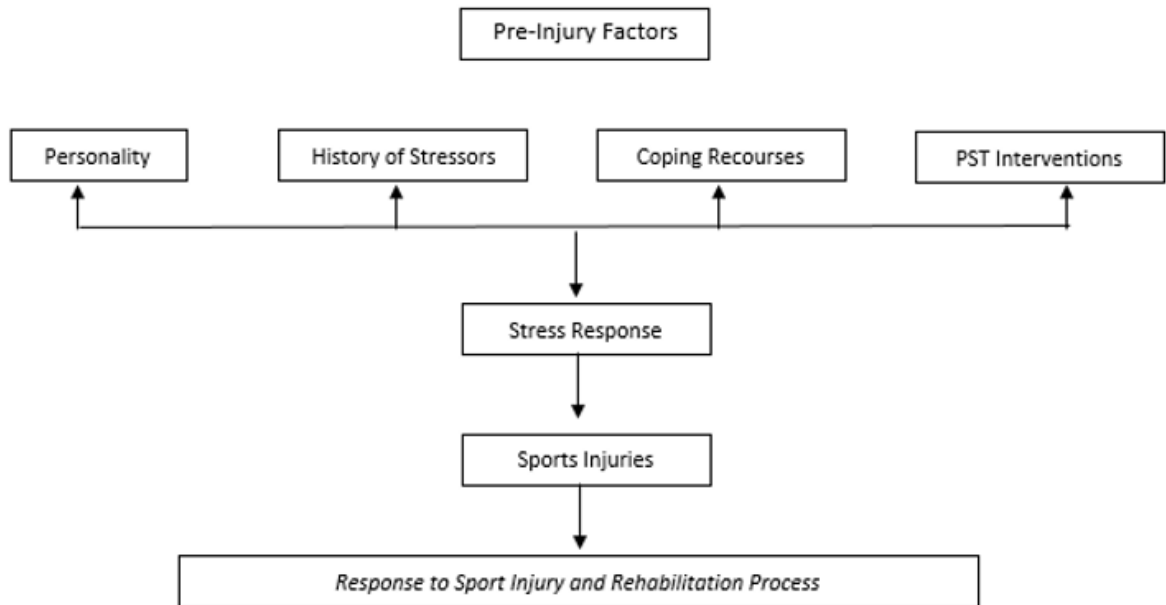 Pre-Injury Factors
Personality
History of Stressors
Coping Recourses
PST Interventions
Stress Response
Sports Injuries
Response to Sport Injury and Rehabilitation Process